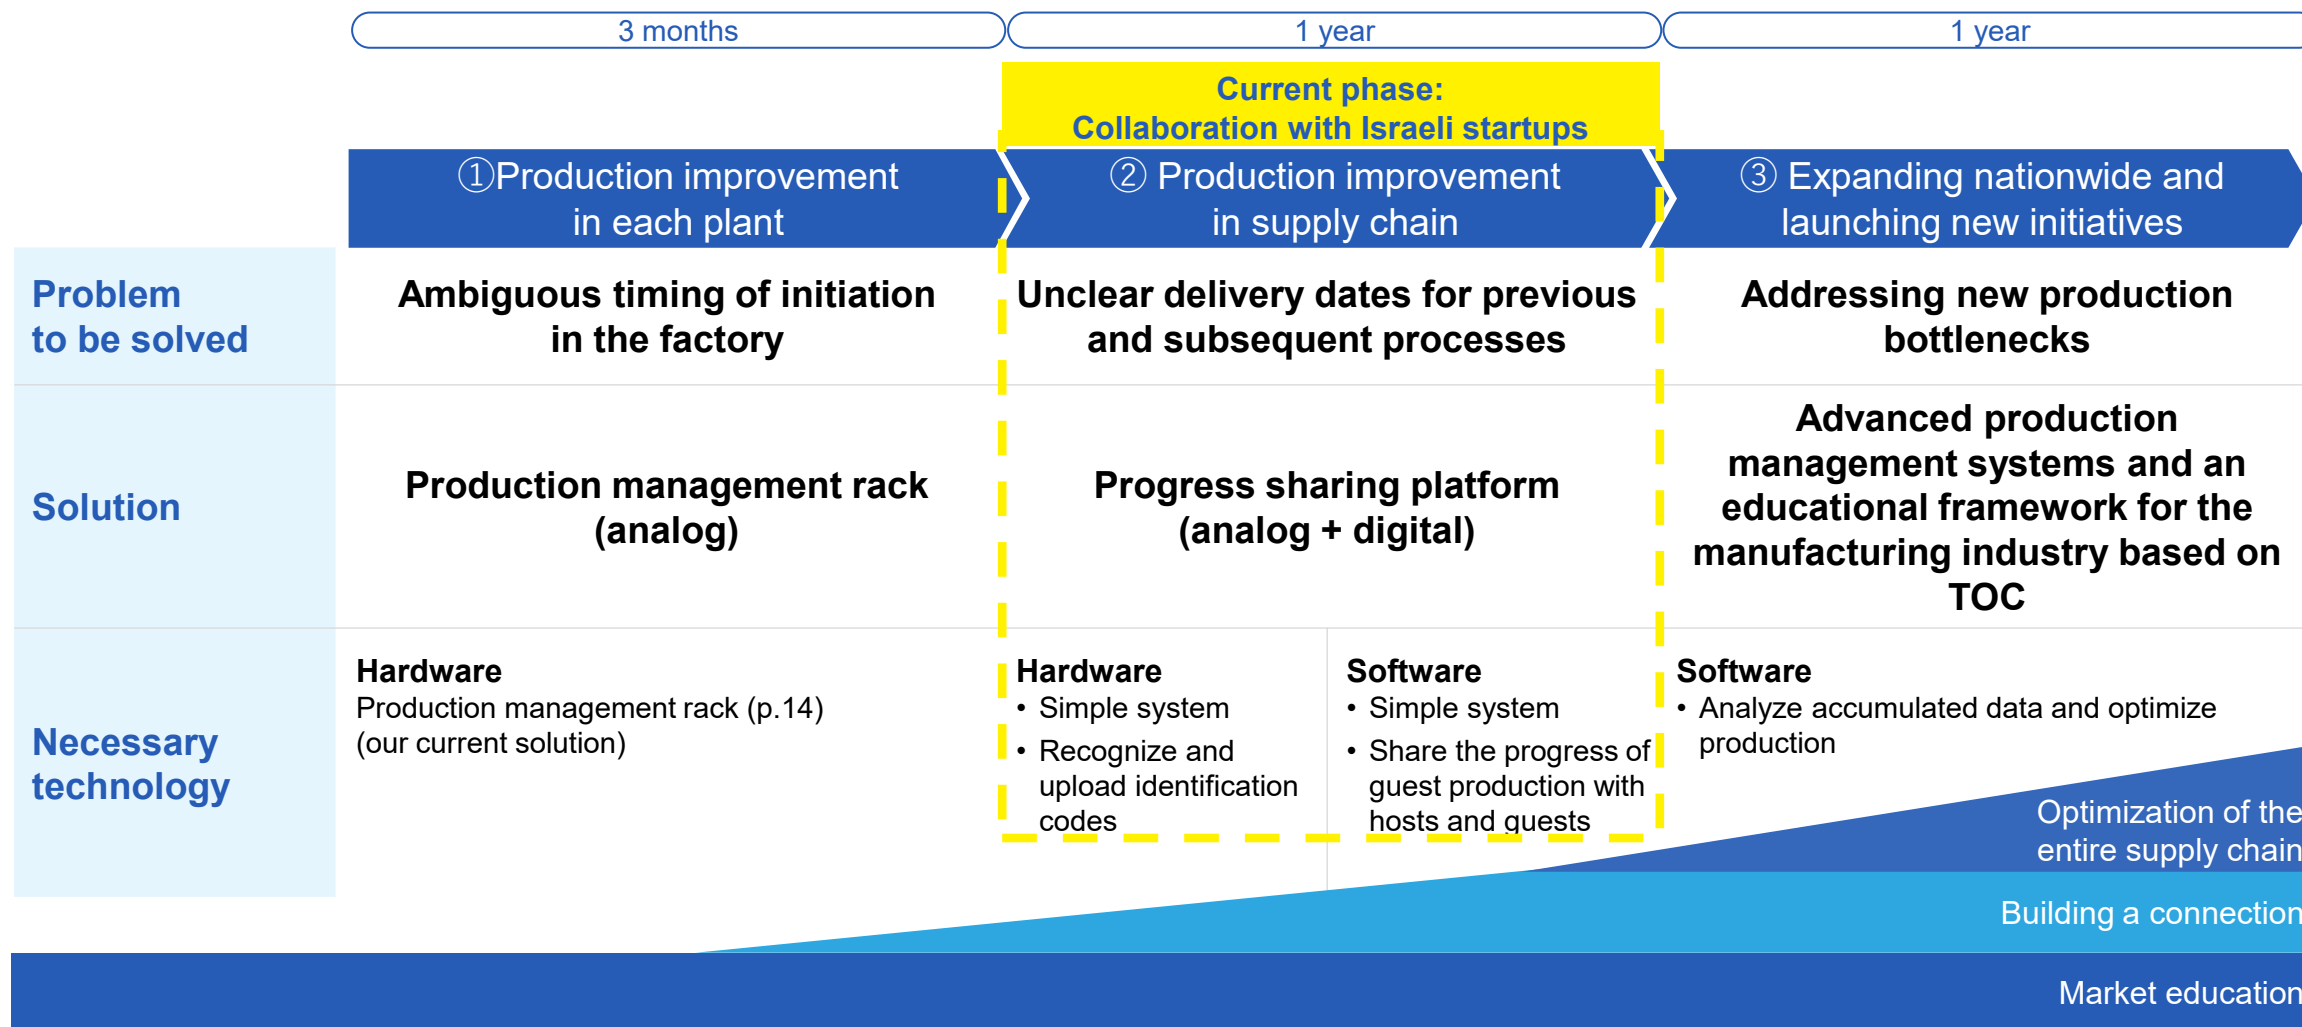 3 months
1 year
1 year
Current phase:
Collaboration with Israeli startups
①Production improvement
in each plant
② Production improvement
in supply chain
③ Expanding nationwide and
launching new initiatives
Problem
to be solved
Ambiguous timing of initiation
in the factory
Unclear delivery dates for previous
and subsequent processes
Addressing new production
bottlenecks
Solution
Production management rack
(analog)
Progress sharing platform
(analog + digital)
Advanced production
management systems and an
educational framework for the
manufacturing industry based on
TOC
Necessary
technology
Hardware
Production management rack (p.14)
(our current solution)
Hardware
• Simple system
• Recognize and
upload identification
codes
Software
• Simple system
• Share the progress of
guest production with
hosts and guests
Software
• Analyze accumulated data and optimize
production
Optimization of the
entire supply chain
Building a connection
Market education